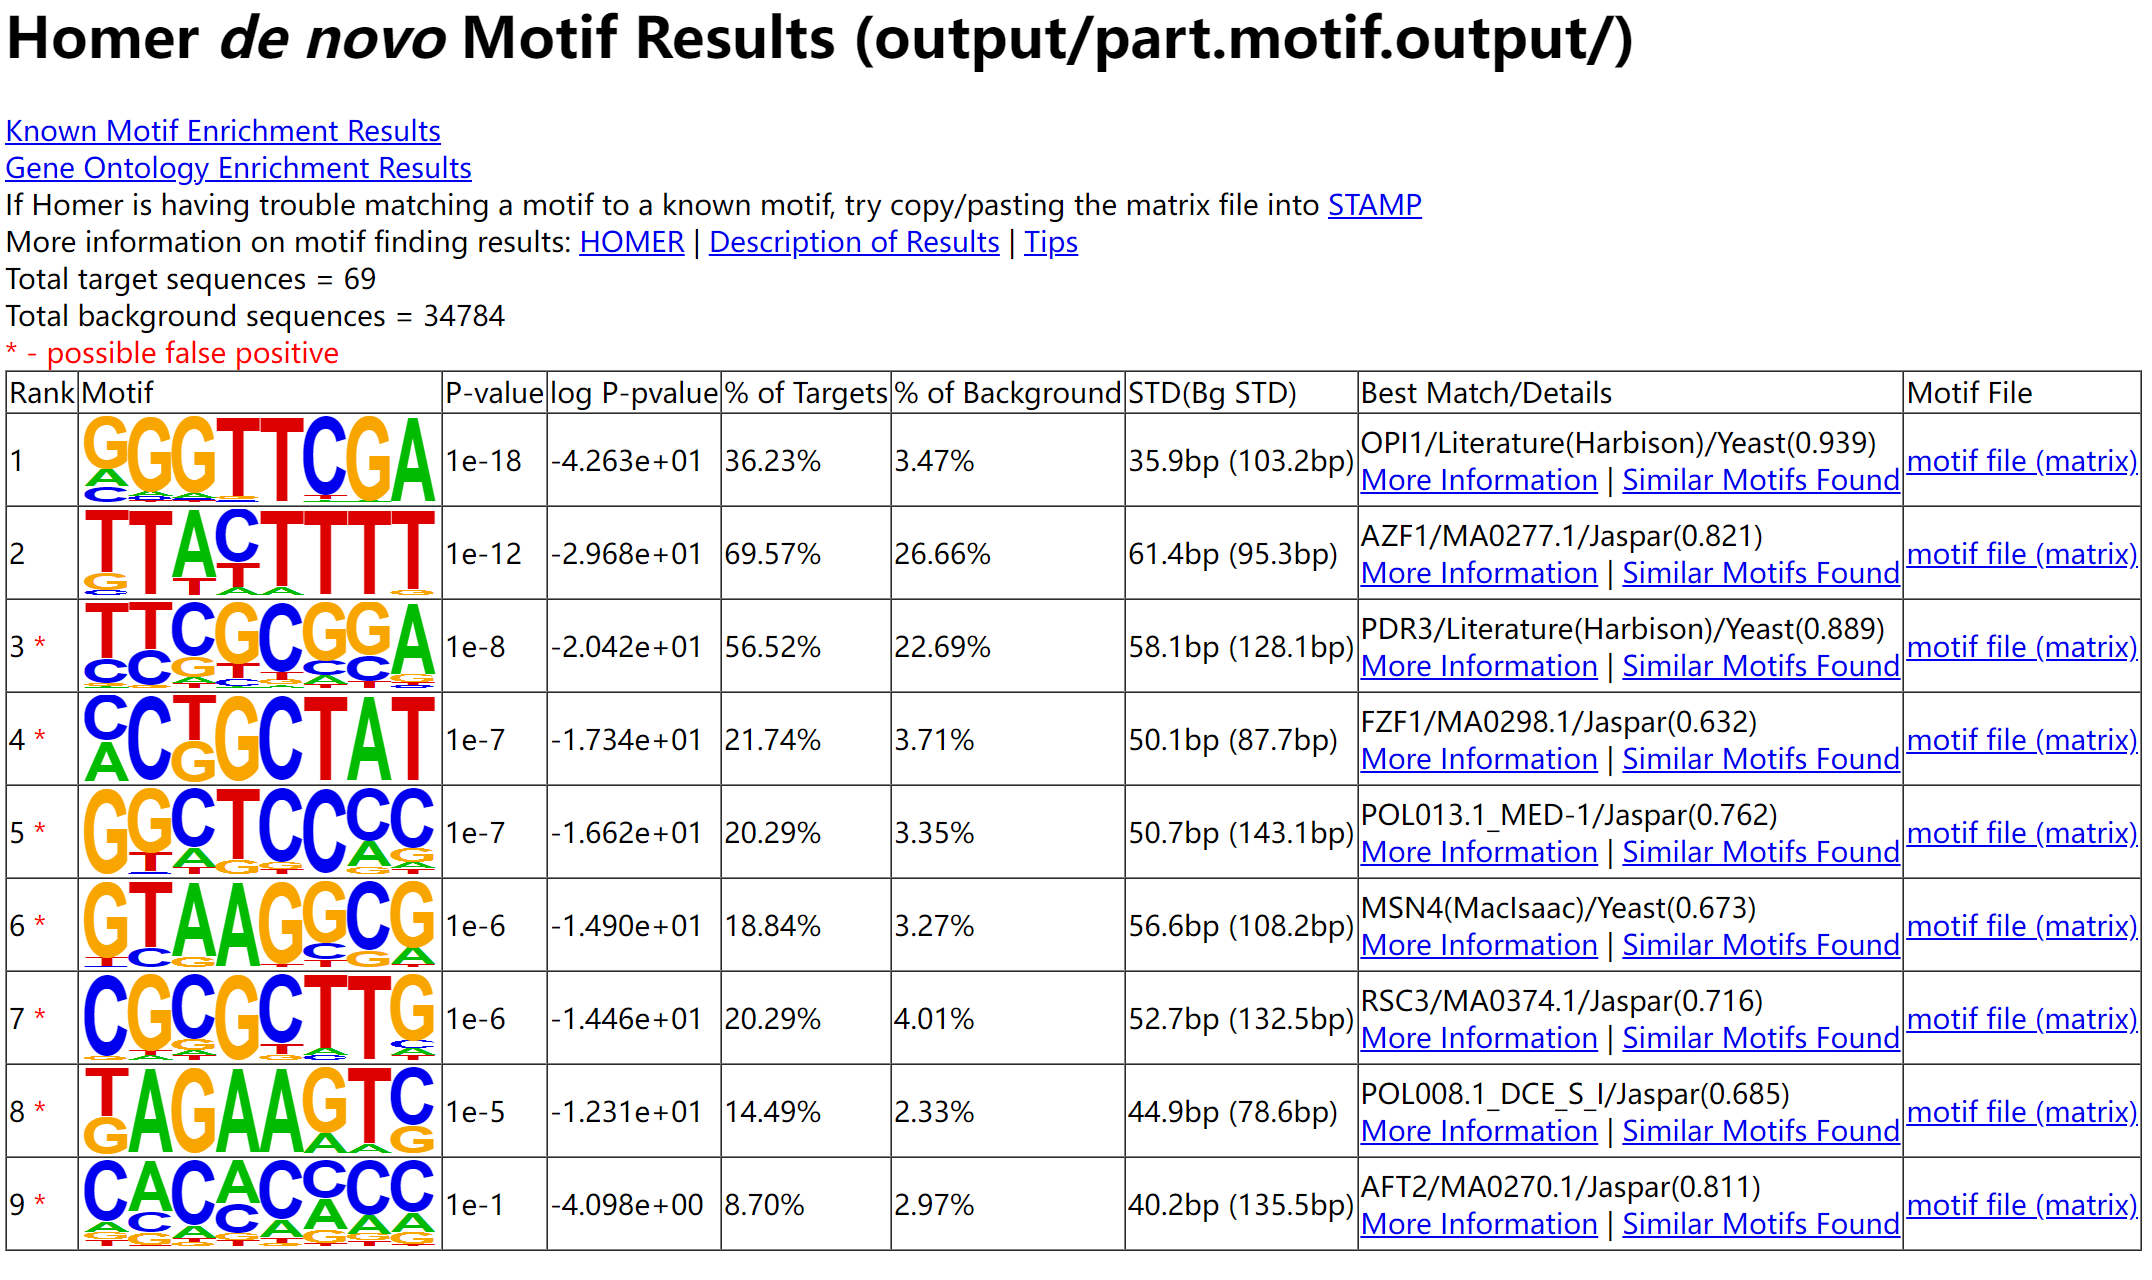 Homer de novo Motif Results (output/part.motif.output/)
Known Motif Enrichment Results
Gene Ontology Enrichment Results
If Homer is having trouble matching a motif to a known motif, try copy/pasting the matrix file into STAMP
More information on motif finding results: HOMER | Description of Results | Tips
Total target sequences = 69
Total background sequences = 34784
* - possible false positive
Rank Motif P-value log P-pvalue % of Targets % of Background STD(Bg STD) Best Match/Details Motif File
1 GGGTTCGA 1e-18 -4.263e+01 36.23% 3.47% 35.9bp (103.2bp) OPI1/Literature(Harbison)/Yeast(0.939)
More Information | Similar Motifs Found motif file (matrix)
2 TTACTTTT 1e-12 -2.968e+01 69.57% 26.66% 61.4bp (95.3bp) AZF1/MA0277.1/Jaspar(0.821)
More Information | Similar Motifs Found motif file (matrix)
3 * TTCGCGGA 1e-8 -2.042e+01 56.52% 22.69% 58.1bp (128.1bp) PDR3/Literature(Harbison)/Yeast(0.889)
More Information | Similar Motifs Found motif file (matrix)
4 * CCTGCTAT 1e-7 -1.734e+01 21.74% 3.71% 50.1bp (87.7bp) FZF1/MA0298.1/Jaspar(0.632)
More Information | Similar Motifs Found motif file (matrix)
5 * GGCTCCCC 1e-7 -1.662e+01 20.29% 3.35% 50.7bp (143.1bp) POL013.1_MED-1/Jaspar(0.762)
More Information | Similar Motifs Found motif file (matrix)
6 * GTAAGGCG 1e-6 -1.490e+01 18.84% 3.27% 56.6bp (108.2bp) MSN4(MacIsaac)/Yeast(0.673)
More Information | Similar Motifs Found motif file (matrix)
7 * CGCGCTTG 1e-6 -1.446e+01 20.29% 4.01% 52.7bp (132.5bp) RSC3/MA0374.1/Jaspar(0.716)
More Information | Similar Motifs Found motif file (matrix)
8 * TAGAAGTC 1e-5 -1.231e+01 14.49% 2.33% 44.9bp (78.6bp) POL008.1_DCE_S_I/Jaspar(0.685)
More Information | Similar Motifs Found motif file (matrix)
9 * CACACCCC 1e-1 -4.098e+00 8.70% 2.97% 40.2bp (135.5bp) AFT2/MA0270.1/Jaspar(0.811)
More Information | Similar Motifs Found motif file (matrix)